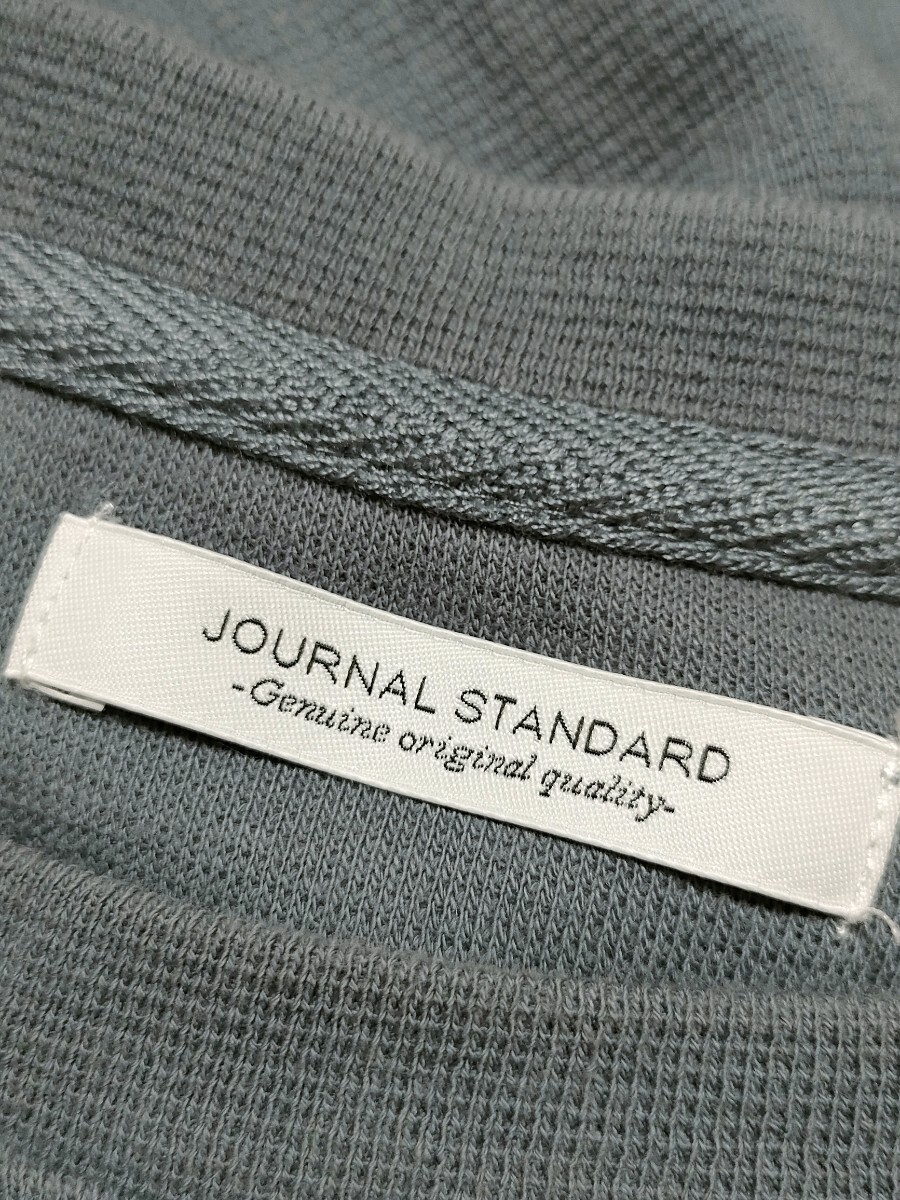 JOURNAL STANDARD
-Genuine original quality-